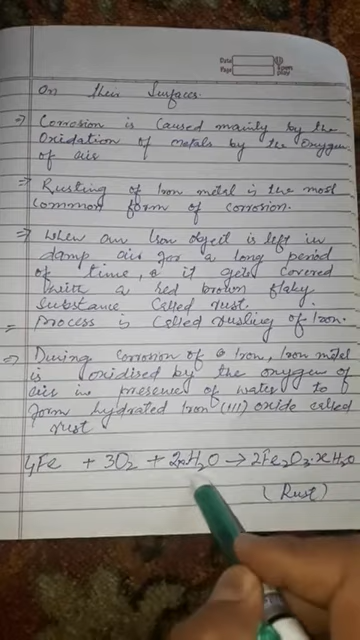 Date
Page
on their Surfaces.
⇒ Corrosion is caused mainly by the
Oxidation of metals by the Oxygen
of air
⇒ Rusting of Iron metal is the most
common form of corrosion.
⇒ When an Iron object is left in
damp air for a long period
of time, it gets covered
with a red brown flaky
Substance called rust.
= Process is called rusting of Iron.
⇒ During corrosion of Iron, Iron metal
is oxidised by the oxygen of
air in presence of water to
form hydrated Iron (III) oxide called
rust
4Fe + 3O₂ + 2xH₂O → 2Fe₂O₃.xH₂O
(Rust)